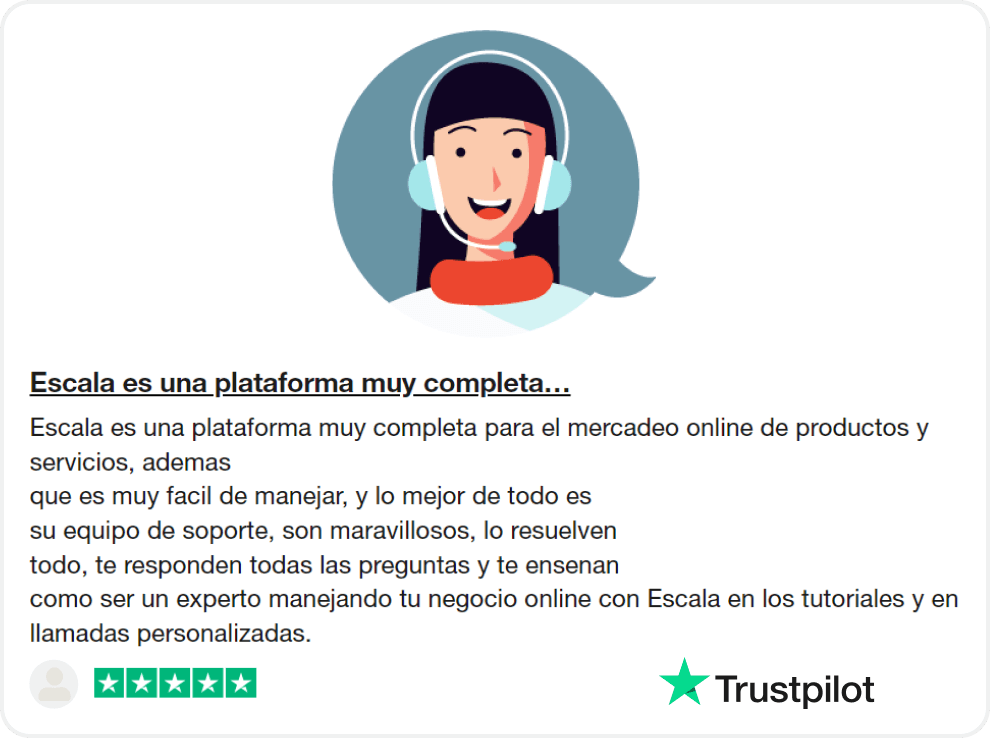 Escala es una plataforma muy completa...
Escala es una plataforma muy completa para el mercadeo online de productos y
servicios, ademas
que es muy facil de manejar, y lo mejor de todo es
su equipo de soporte, son maravillosos, lo resuelven
todo, te responden todas las preguntas y te ensenan
como ser un experto manejando tu negocio online con Escala en los tutoriales y en
llamadas personalizadas.
Trustpilot